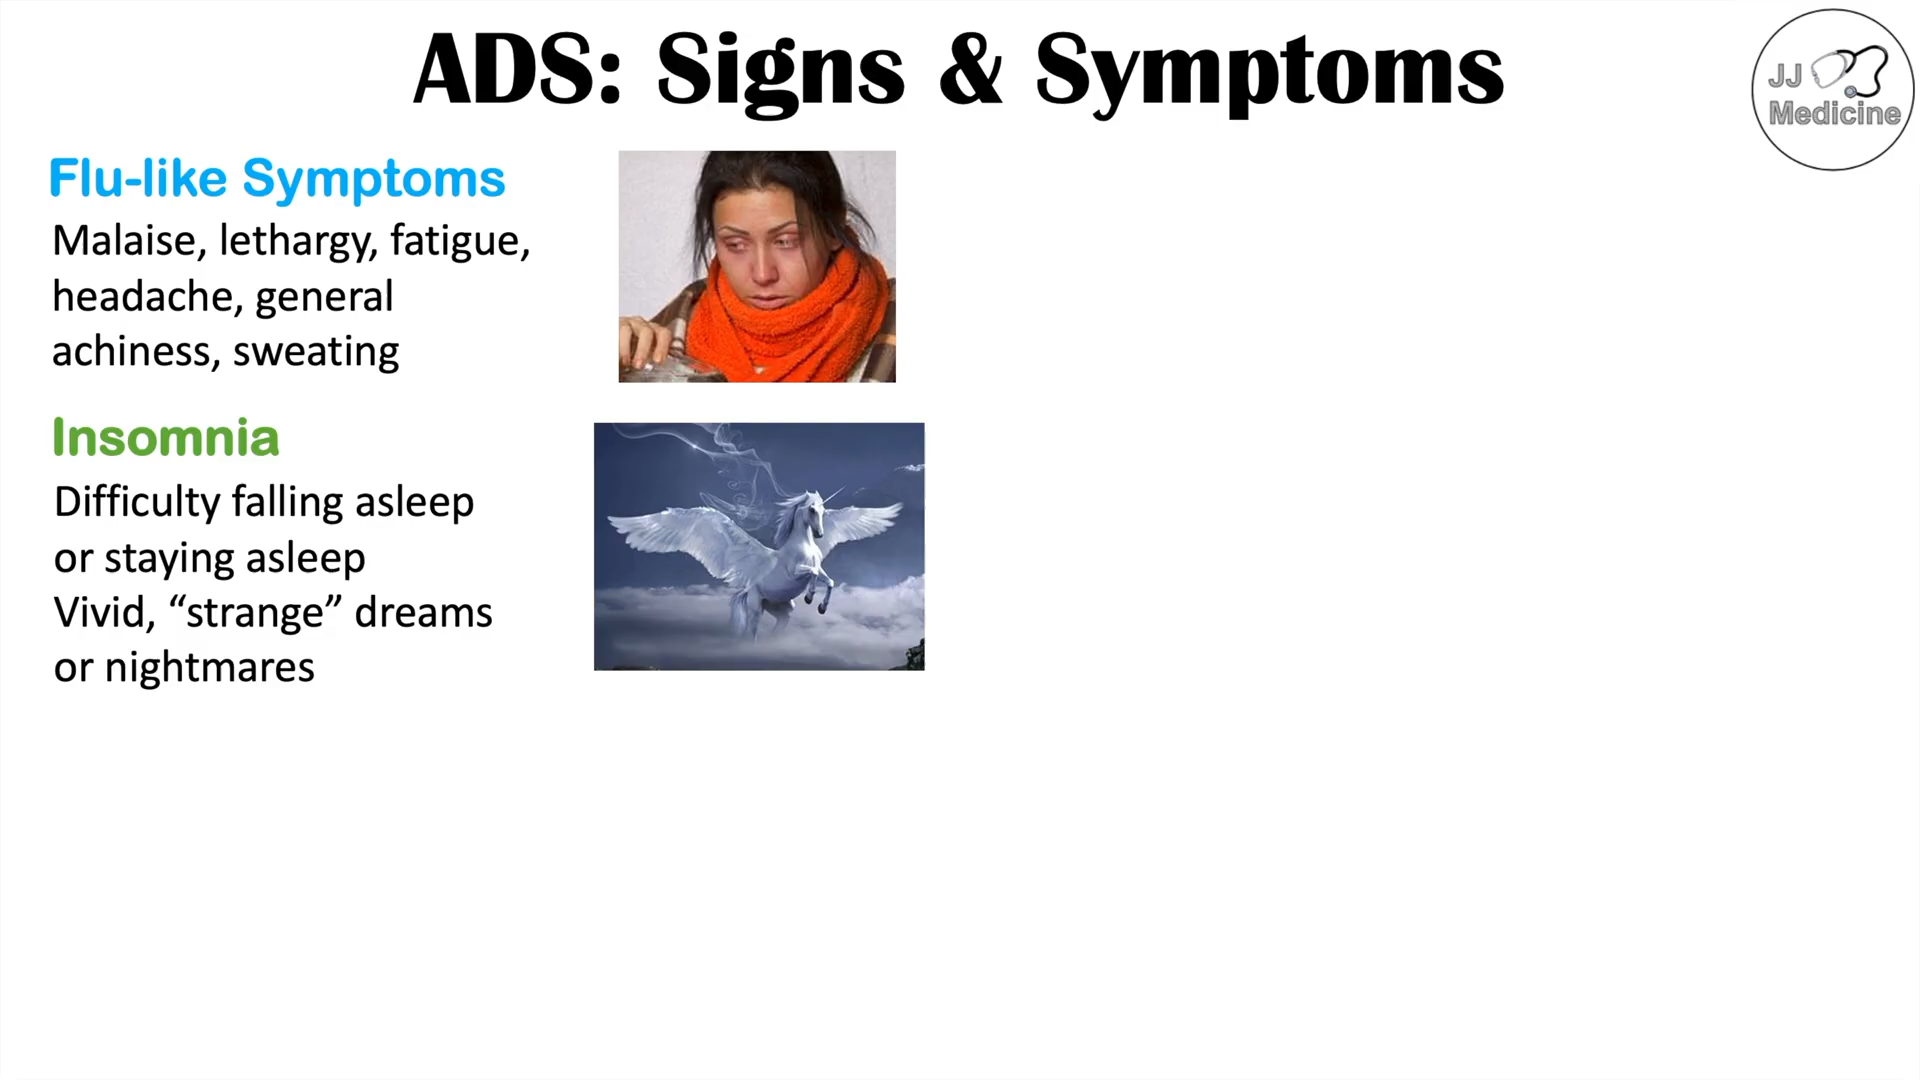 ADS: Signs & Symptoms
JJ
Medicine
Flu-like Symptoms
Malaise, lethargy, fatigue,
headache, general
achiness, sweating
Insomnia
Difficulty falling asleep
or staying asleep
Vivid, “strange” dreams
or nightmares